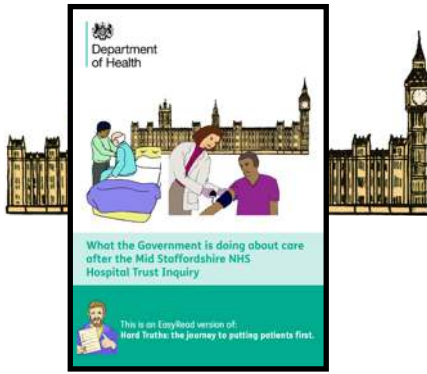 Department
of Health
What the Government is doing about care
after the Mid Staffordshire NHS
Hospital Trust Inquiry
This is an EasyRead version of:
Hard Truths: the journey to putting patients first.